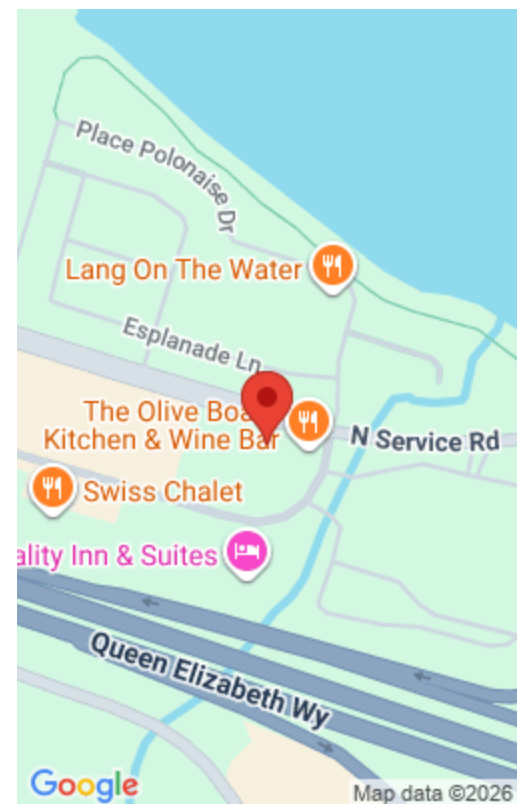 Place Polonaise Dr
Lang On The Water
Esplanade Ln
The Olive Boa
Kitchen & Wine Bar
N Service Rd
Swiss Chalet
ality Inn & Suites
Queen Elizabeth Wy
Google
Map data ©2026